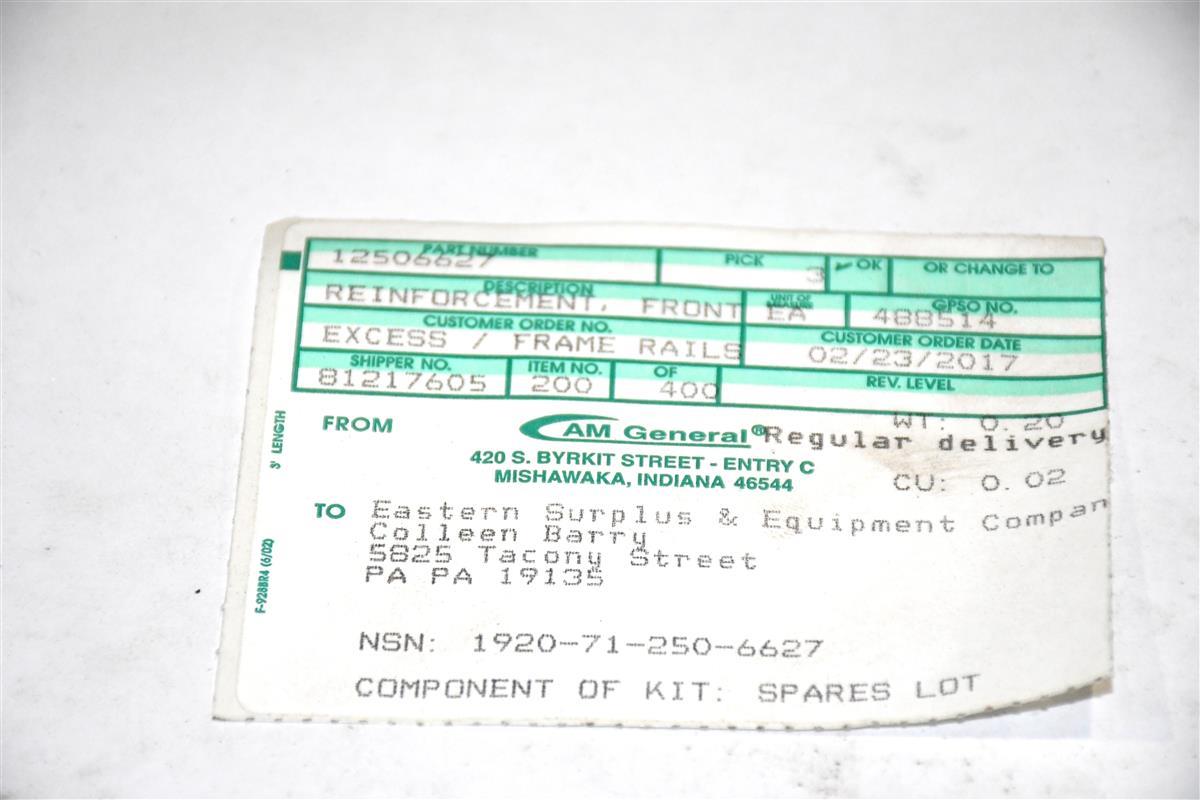 PART NUMBER PICK OK OR CHANGE TO
12506627 3
DESCRIPTION UNIT OF MEASURE GPSO NO.
REINFORCEMENT, FRONT EA 488514
CUSTOMER ORDER NO. CUSTOMER ORDER DATE
EXCESS / FRAME RAILS 02/23/2017
SHIPPER NO. ITEM NO. OF REV. LEVEL
81217605 200 400
WT: 0.20
FROM AM General® Regular delivery
420 S. BYRKIT STREET - ENTRY C
MISHAWAKA, INDIANA 46544
CU: 0.02
TO Eastern Surplus & Equipment Compan
Colleen Barry
5825 Tacony Street
PA PA 19135
NSN: 1920-71-250-6627
COMPONENT OF KIT: SPARES LOT
3' LENGTH
F-928BR4 (6/02)